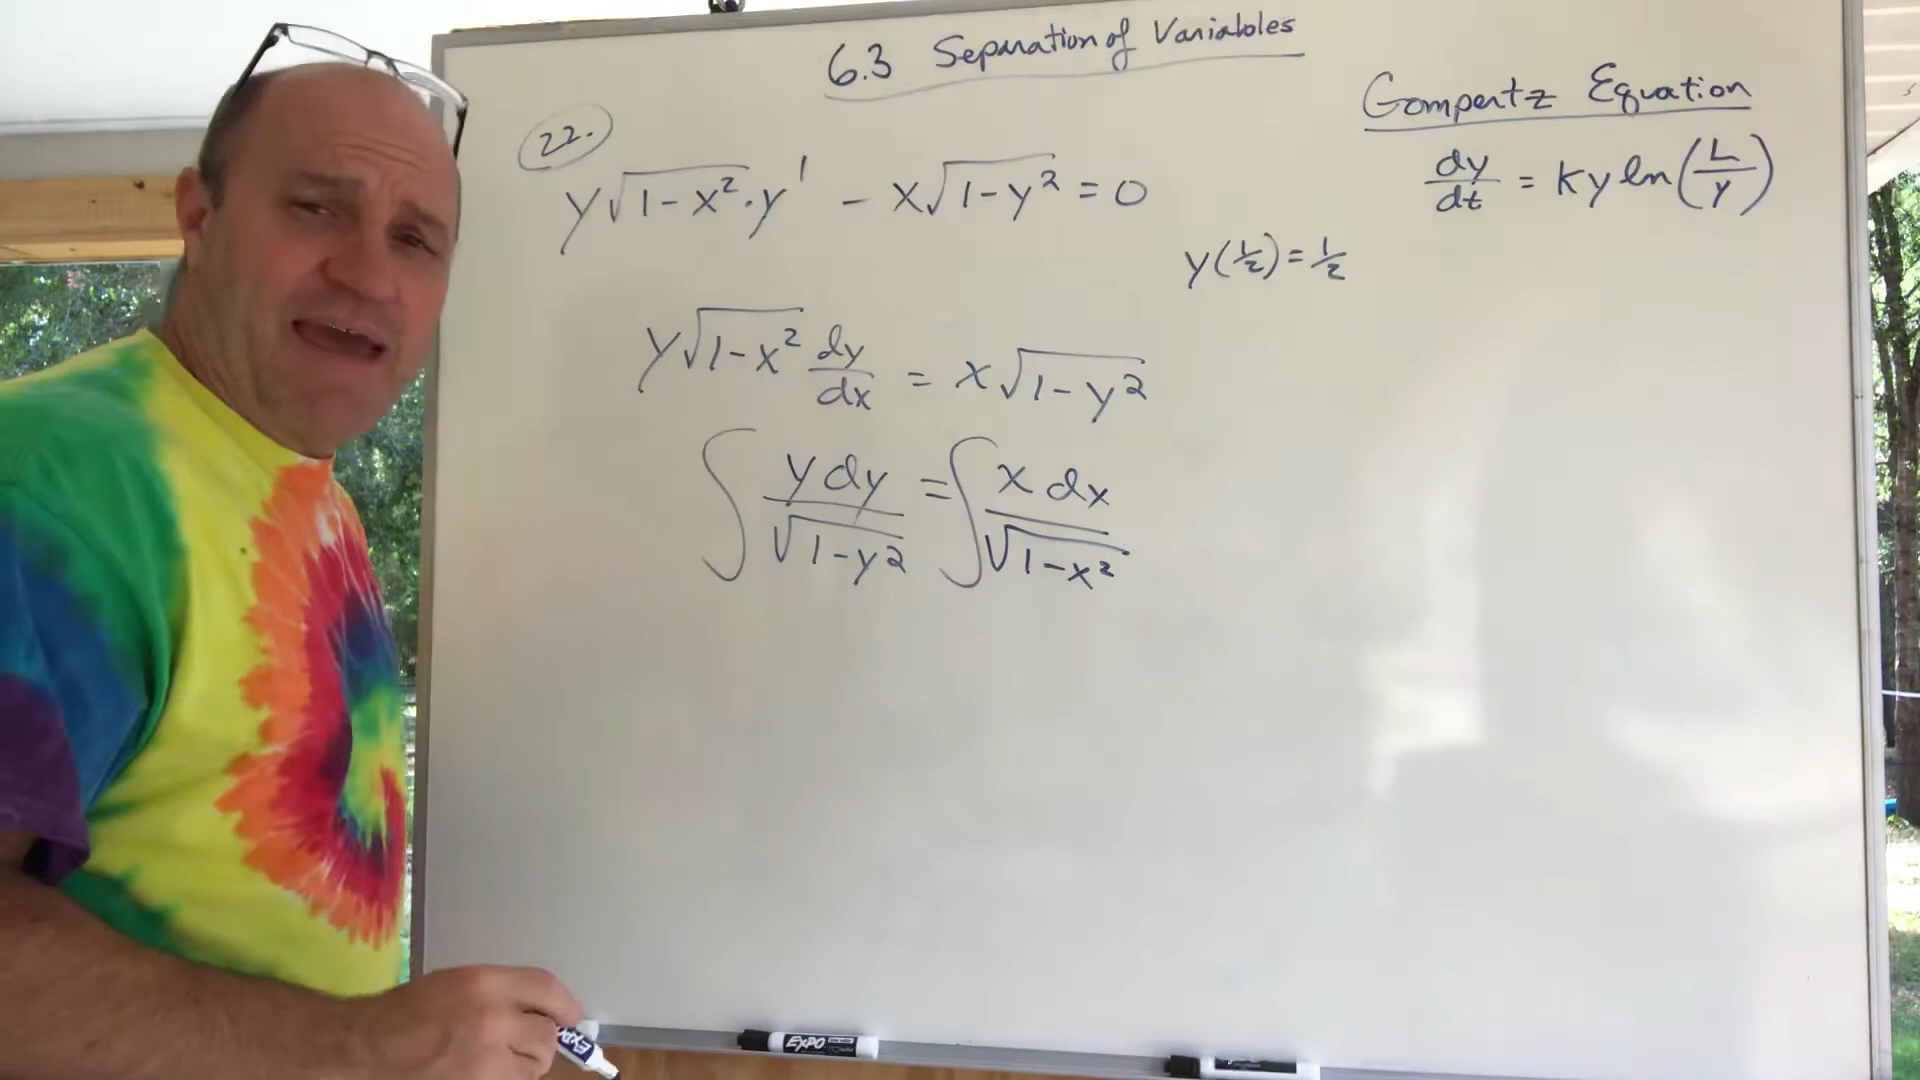 6.3 Separation of Variables
22.
y√1-x²·y' - x√1-y² = 0
y(1/2) = 1/2
y√1-x² dy/dx = x√1-y²
∫ y dy/√1-y² = ∫ x dx/√1-x²
Gompertz Equation
dy/dt = ky ln(L/y)
EXPO
EXPO